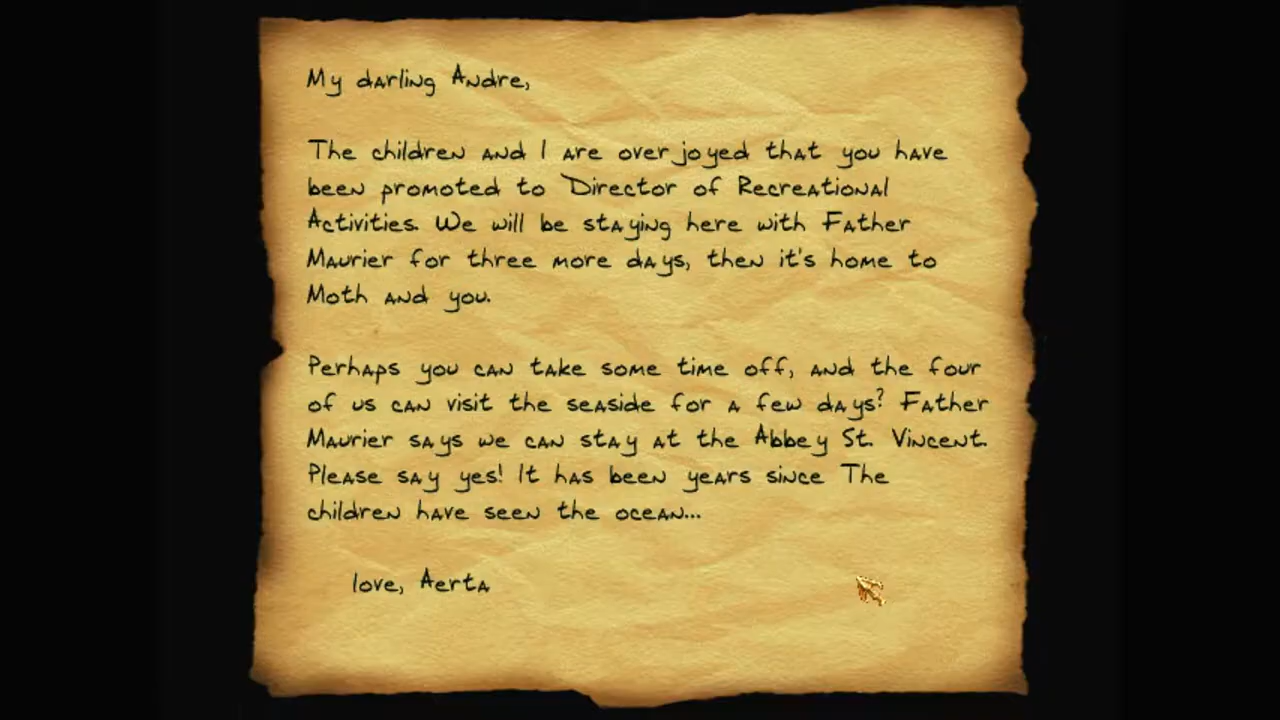 My darling Andre,
The children and I are overjoyed that you have
been promoted to Director of Recreational
Activities. We will be staying here with Father
Maurier for three more days, then it's home to
Moth and you.
Perhaps you can take some time off, and the four
of us can visit the seaside for a few days? Father
Maurier says we can stay at the Abbey St. Vincent.
Please say yes! It has been years since The
children have seen the ocean...
love, Aerta